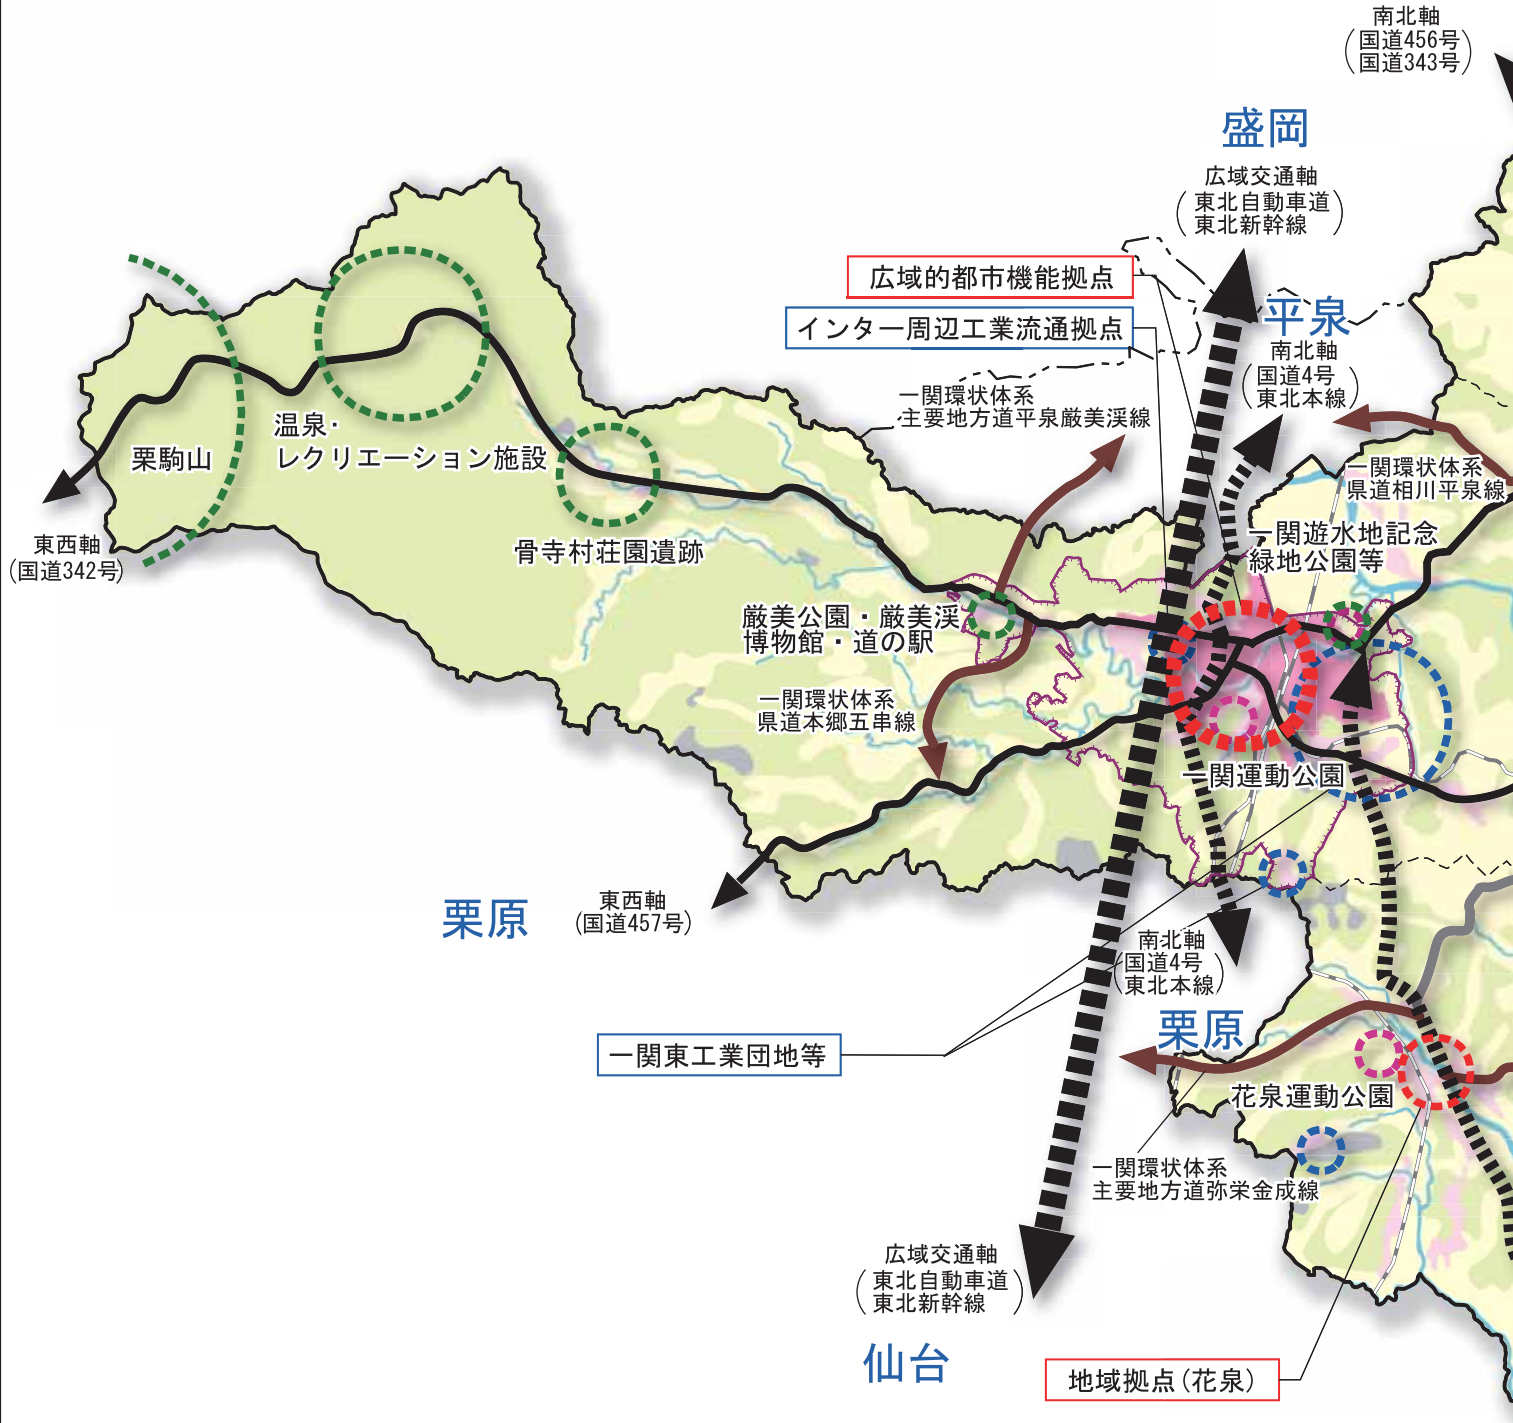 南北軸
(国道456号
国道343号)
盛岡
広域交通軸
(東北自動車道
東北新幹線)
広域的都市機能拠点
インター周辺工業流通拠点
平泉
南北軸
(国道4号
東北本線)
一関環状体系
主要地方道平泉厳美渓線
温泉・
レクリエーション施設
栗駒山
一関環状体系
県道相川平泉線
東西軸
(国道342号)
骨寺村荘園遺跡
一関遊水地記念
緑地公園等
厳美公園・厳美渓
博物館・道の駅
一関環状体系
県道本郷五串線
一関運動公園
栗原
東西軸
(国道457号)
南北軸
(国道4号
東北本線)
栗原
一関東工業団地等
花泉運動公園
一関環状体系
主要地方道弥栄金成線
広域交通軸
(東北自動車道
東北新幹線)
仙台
地域拠点(花泉)